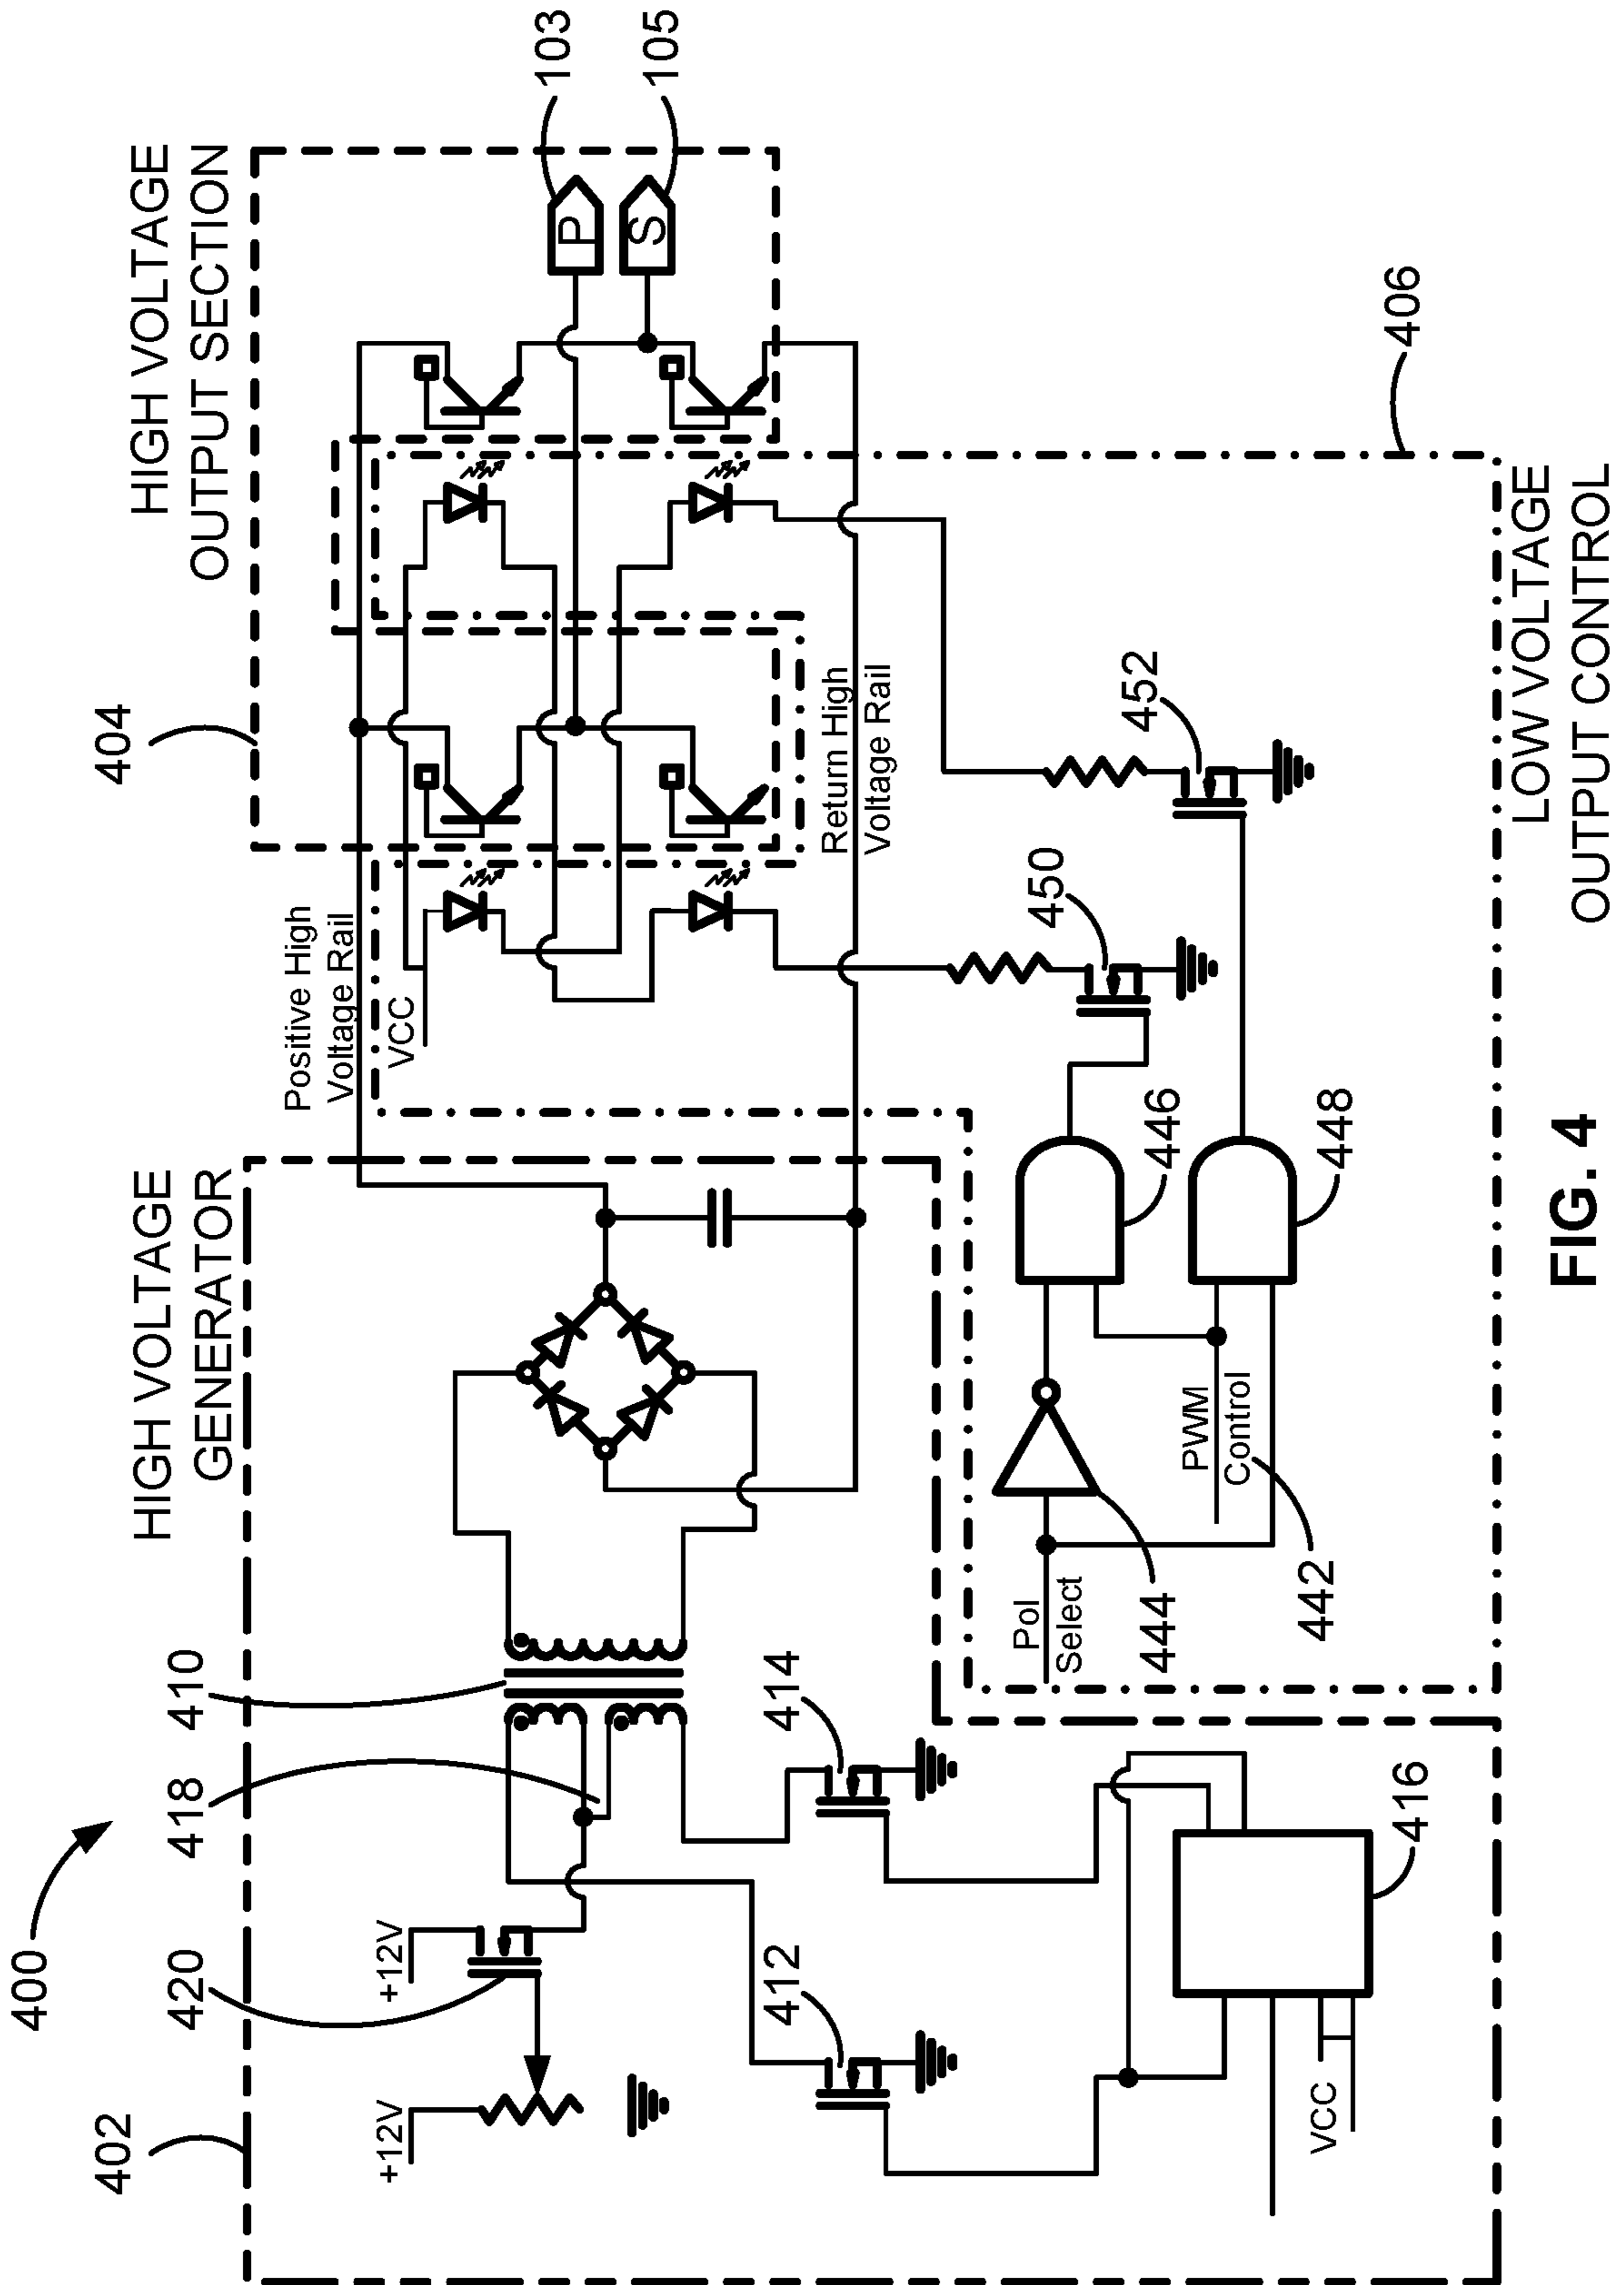 400
402
420
418
410
HIGH VOLTAGE
GENERATOR
404
HIGH VOLTAGE
OUTPUT SECTION
+12V
+12V
Positive High
Voltage Rail
VCC
P
103
S
105
Return High
Voltage Rail
412
414
416
VCC
Pol
Select
444
PWM
Control
442
446
448
450
452
406
LOW VOLTAGE
OUTPUT CONTROL
FIG. 4